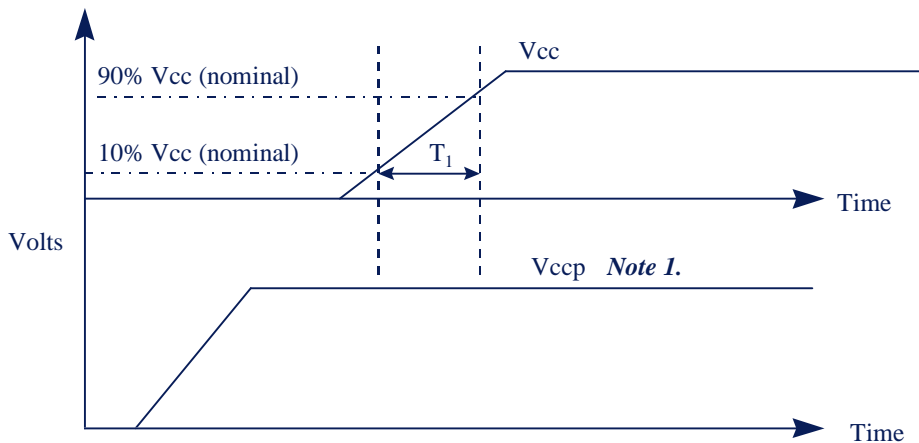 Vcc
90% Vcc (nominal)
10% Vcc (nominal)
T1
Time
Volts
Vccp Note 1.
Time